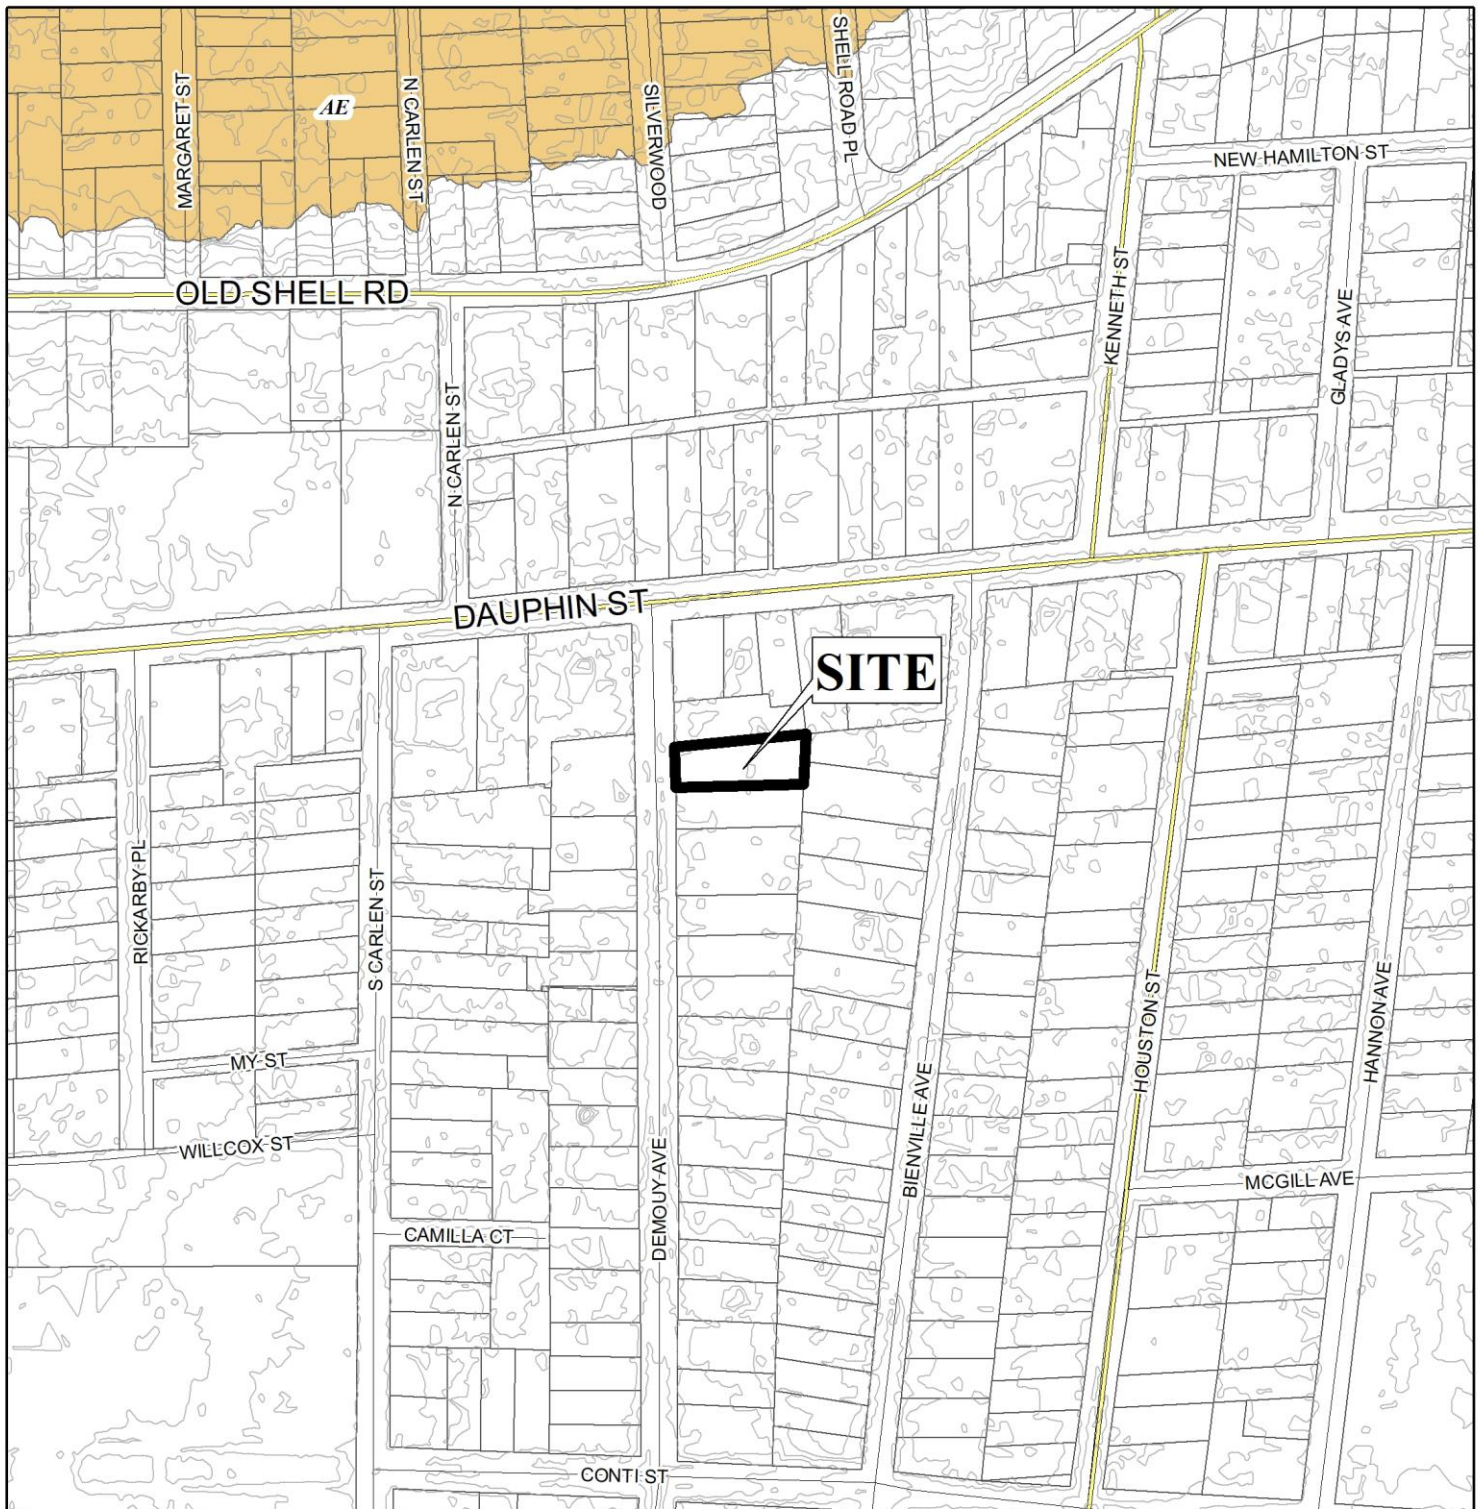 SHELL ROAD PL
MARGARET ST
N CARLEN ST
SILVERWOOD
AE
NEW HAMILTON ST
KENNETH ST
OLD SHELL RD
GLADYS AVE
N CARLEN ST
DAUPHIN ST
SITE
RICKARBY PL
S CARLEN ST
HOUSTON ST
HANNON AVE
MY ST
BIENVILLE AVE
WILLCOX ST
DEMOUY AVE
MCGILL AVE
CAMILLA CT
CONTI ST